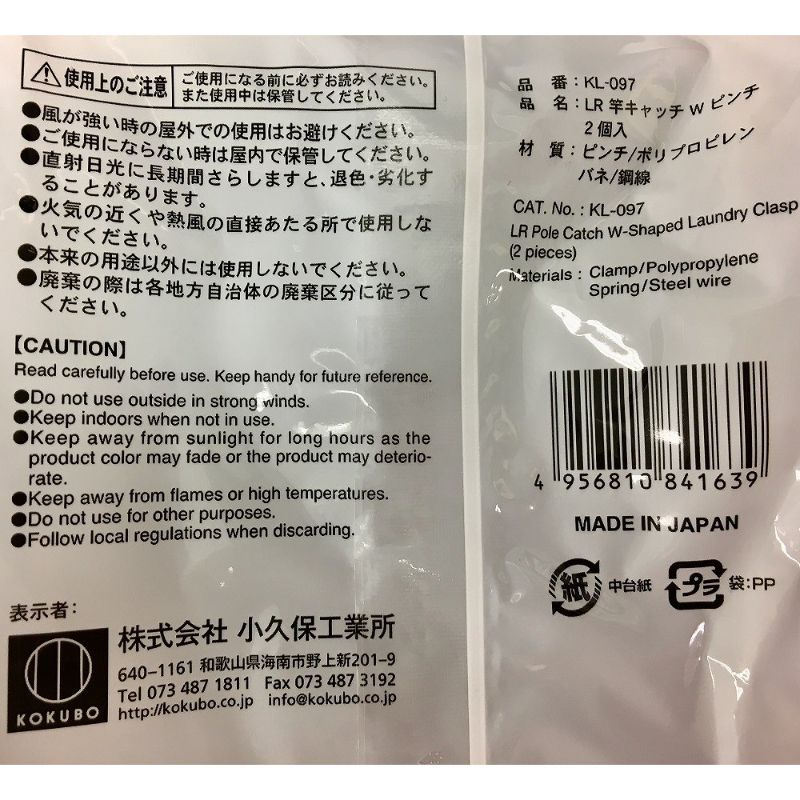 使用上のご注意
ご使用になる前に必ずお読みください。
また使用中は保管してください。
●風が強い時の屋外での使用はお避けください。
●ご使用にならない時は屋内で保管してください。
●直射日光に長期間さらしますと、退色・劣化す
ることがあります。
●火気の近くや熱風の直接あたる所で使用しな
いでください。
●本来の用途以外には使用しないでください。
●廃棄の際は各地方自治体の廃棄区分に従って
ください。
【CAUTION】
Read carefully before use. Keep handy for future reference.
●Do not use outside in strong winds.
●Keep indoors when not in use.
●Keep away from sunlight for long hours as the
product color may fade or the product may deterio-
rate.
●Keep away from flames or high temperatures.
●Do not use for other purposes.
●Follow local regulations when discarding.
表示者:
KOKUBO
株式会社 小久保工業所
640-1161 和歌山県海南市野上新201-9
Tel 073 487 1811 Fax 073 487 3192
http://kokubo.co.jp info@kokubo.co.jp
品 番:KL-097
品 名:LR 竿キャッチ W ピンチ
2個入
材 質:ピンチ/ポリプロピレン
バネ/鋼線
CAT. No. : KL-097
LR Pole Catch W-Shaped Laundry Clasp
(2 pieces)
Materials : Clamp/Polypropylene
Spring/Steel wire
4 956810 841639
MADE IN JAPAN
紙 中台紙 プラ 袋:PP